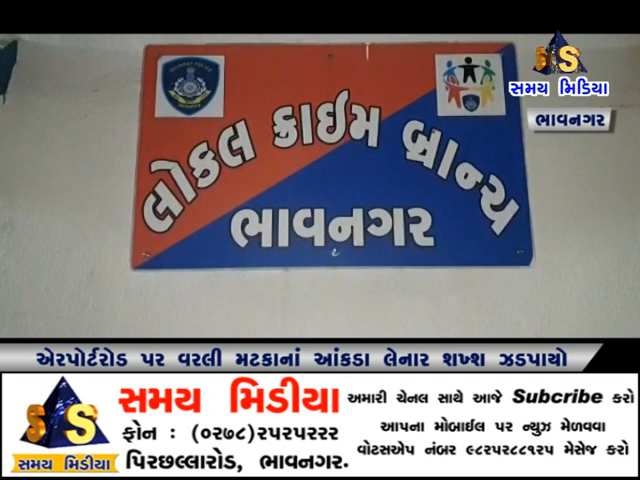 લોકલ ક્રાઇમ બ્રાન્ચ
ભાવનગર
સમય મિડિયા
ભાવનગર
એરપોર્ટરોડ પર વરલી મટકાનાં આંકડા લેનાર શખ્શ ઝડપાયો
સમય મિડીયા
ફોન : (૦૨૭૮)૨૫૨૫૨૨૨
પિરછલ્લારોડ, ભાવનગર.
સમય મિડીયા
અમારી ચેનલ સાથે આજે Subcribe કરો
આપના મોબાઈલ પર ન્યુઝ મેળવવા
વોટસએપ નંબર ૯૮૨૫૨૮૮૧૨૫ મેસેજ કરો